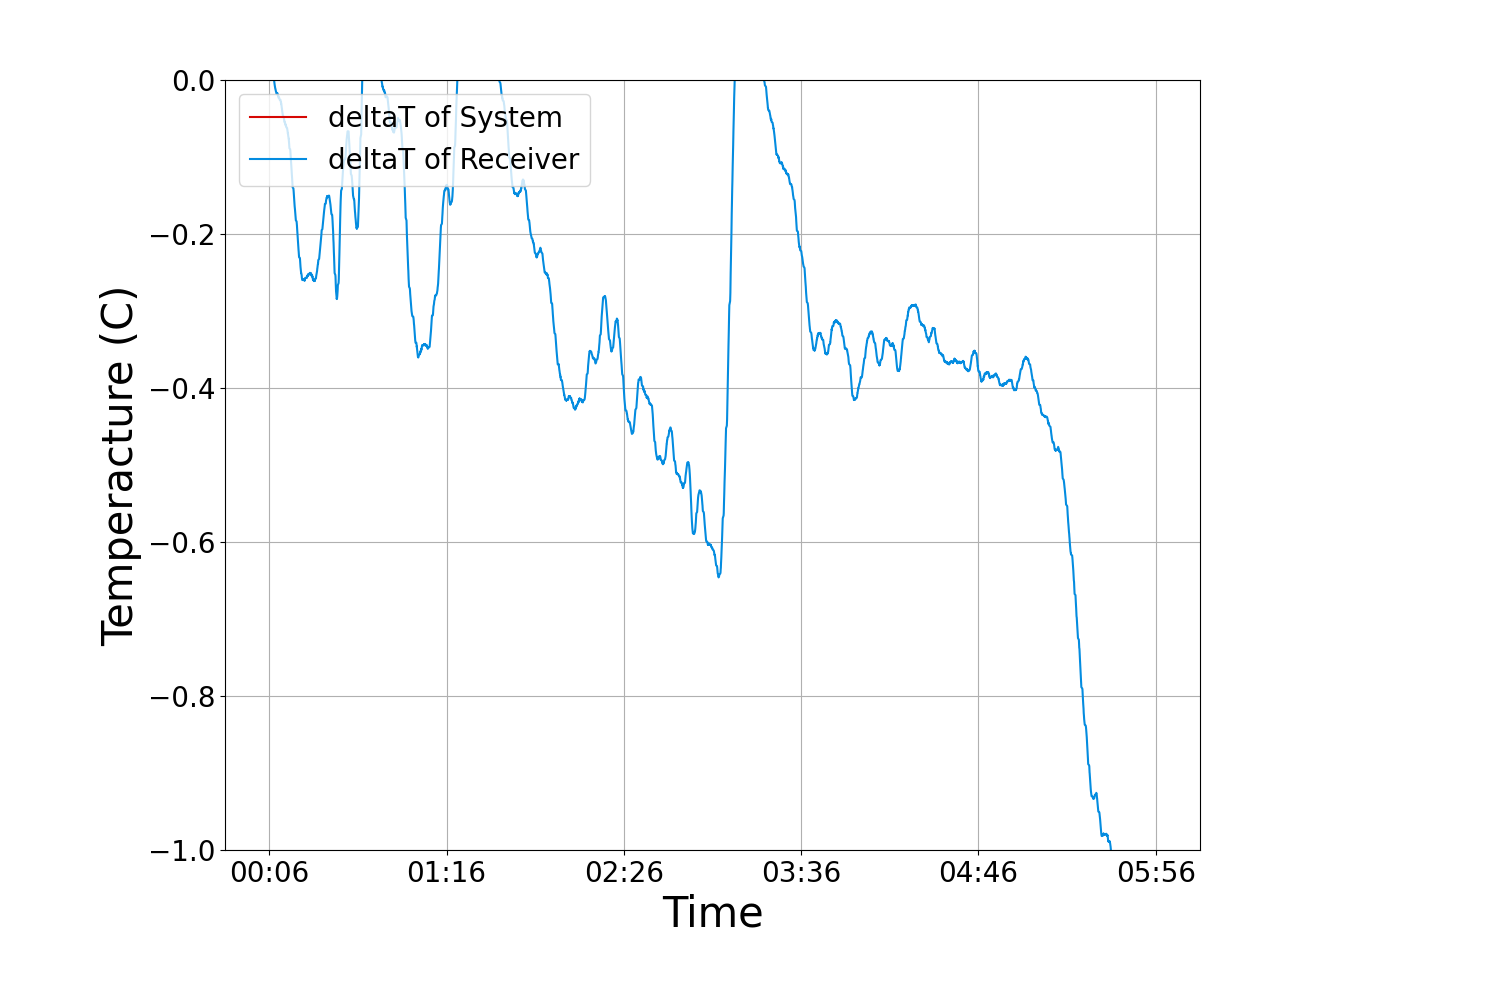 0.0
deltaT of System
deltaT of Receiver
−0.2
−0.4
−0.6
−0.8
−1.0
Temperacture (C)
00:06 01:16 02:26 03:36 04:46 05:56
Time